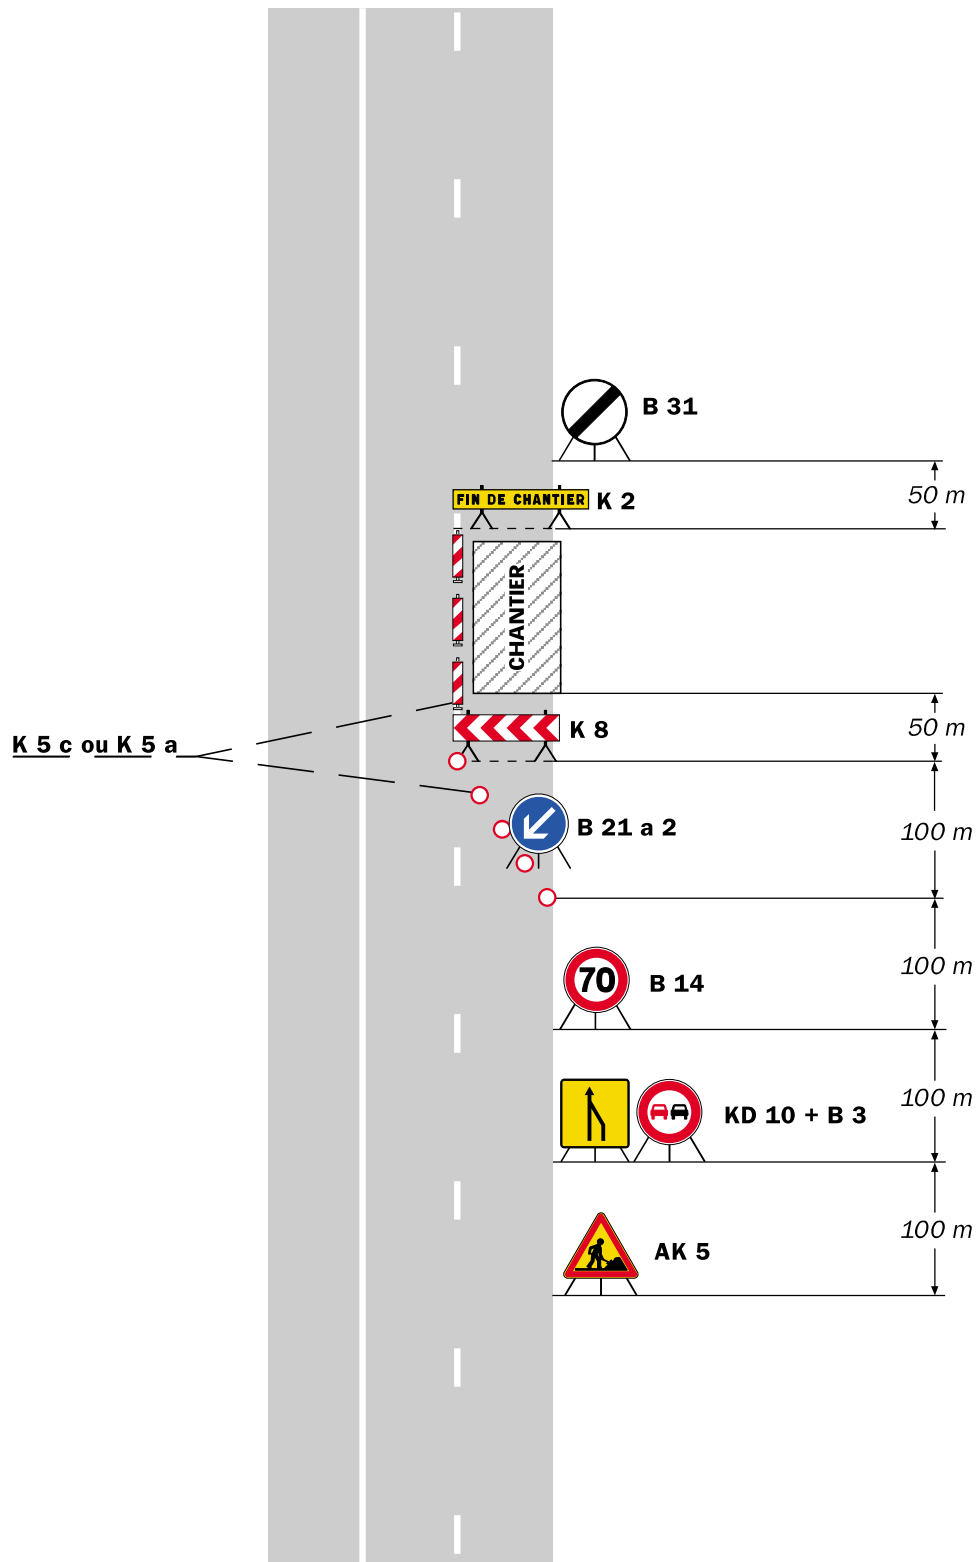 B 31
50 m
FIN DE CHANTIER
K 2
CHANTIER
K 8
50 m
K 5 c ou K 5 a
B 21 a 2
100 m
100 m
70
B 14
100 m
KD 10 + B 3
100 m
AK 5